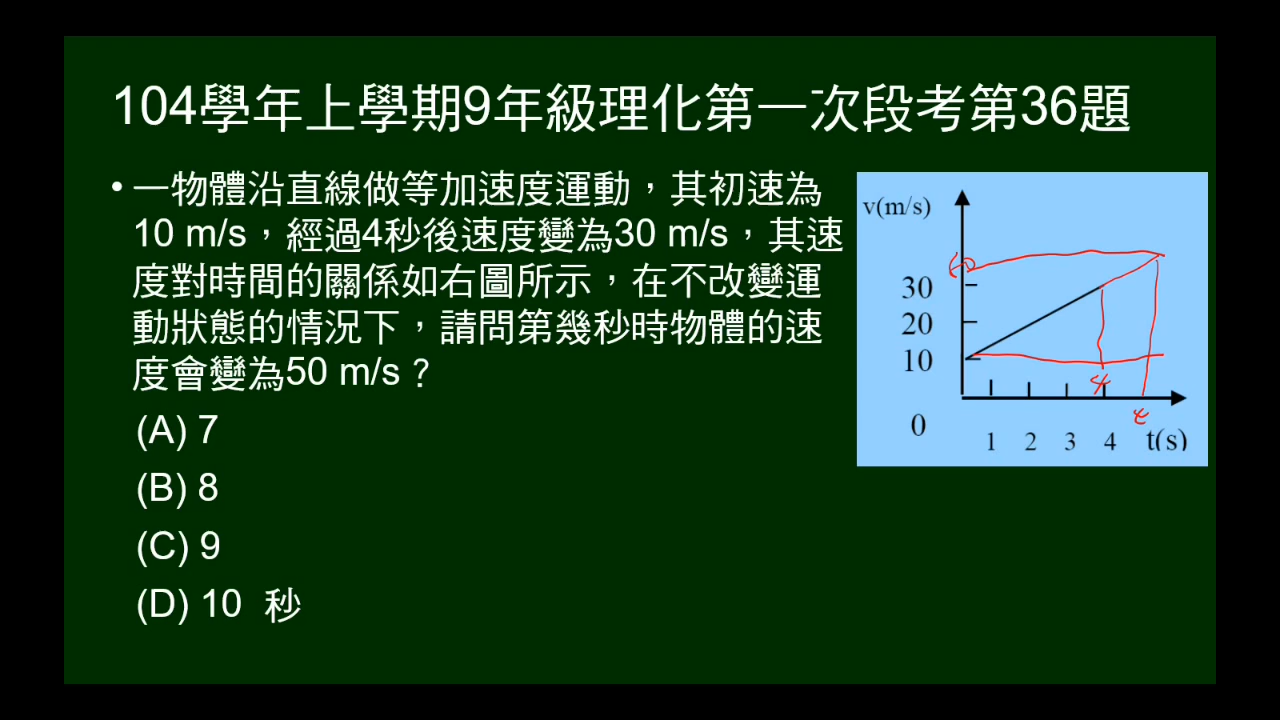 104學年上學期9年級理化第一次段考第36題
• 一物體沿直線做等加速度運動，其初速為
10 m/s，經過4秒後速度變為30 m/s，其速
度對時間的關係如右圖所示，在不改變運
動狀態的情況下，請問第幾秒時物體的速
度會變為50 m/s？
(A) 7
(B) 8
(C) 9
(D) 10 秒
v(m/s)
30
20
10
4
0
1 2 3 4 t(s)